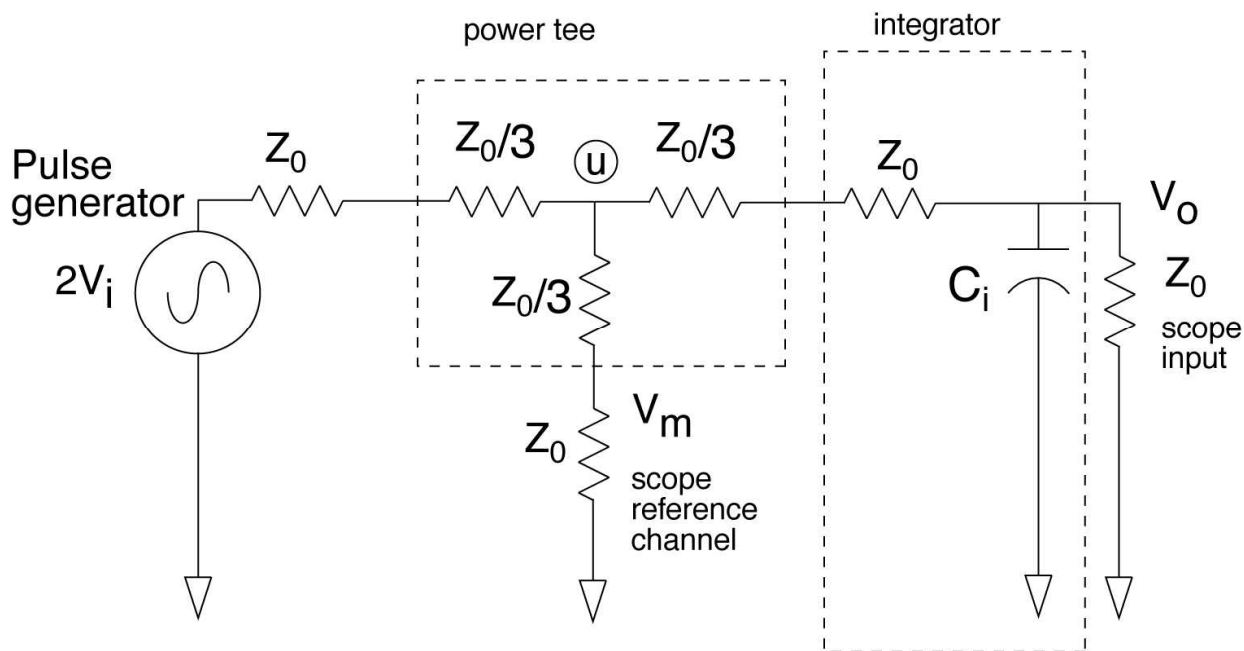 power tee
integrator
Pulse
generator
2Vi
Z0
Z0/3
u
Z0/3
Z0/3
Z0
Vm
scope
reference
channel
Z0
Ci
Vo
Z0
scope
input